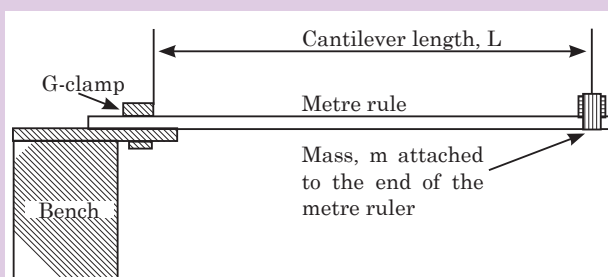 Cantilever length, L
G-clamp
Metre rule
Mass, m attached
to the end of the
metre ruler
Bench